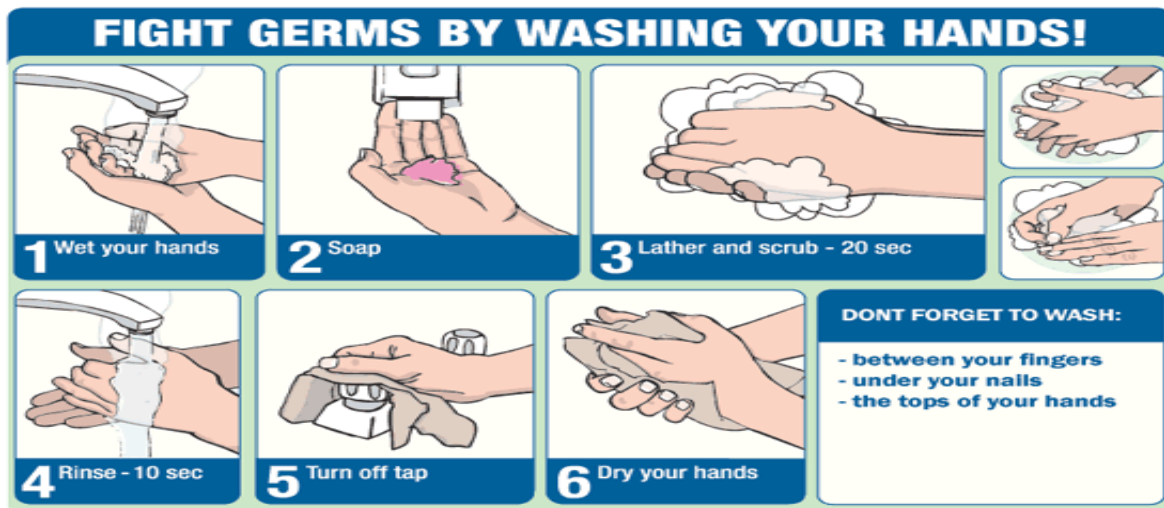 FIGHT GERMS BY WASHING YOUR HANDS!
1 Wet your hands
2 Soap
3 Lather and scrub - 20 sec
4 Rinse - 10 sec
5 Turn off tap
6 Dry your hands
DONT FORGET TO WASH:
- between your fingers
- under your nails
- the tops of your hands